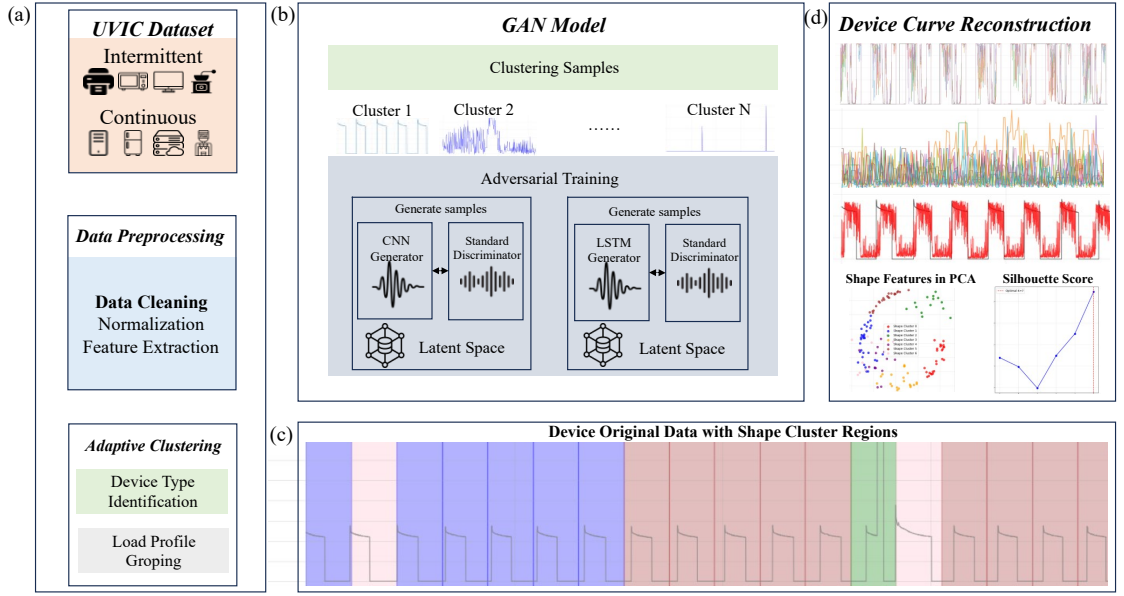 (a)
UVIC Dataset
Intermittent
Continuous
Data Preprocessing
Data Cleaning
Normalization
Feature Extraction
Adaptive Clustering
Device Type
Identification
Load Profile
Groping
(b)
GAN Model
Clustering Samples
Cluster 1
Cluster 2
......
Cluster N
Adversarial Training
Generate samples
CNN
Generator
Standard
Discriminator
Latent Space
Generate samples
LSTM
Generator
Standard
Discriminator
Latent Space
(c)
Device Original Data with Shape Cluster Regions
(d)
Device Curve Reconstruction
Shape Features in PCA
Silhouette Score